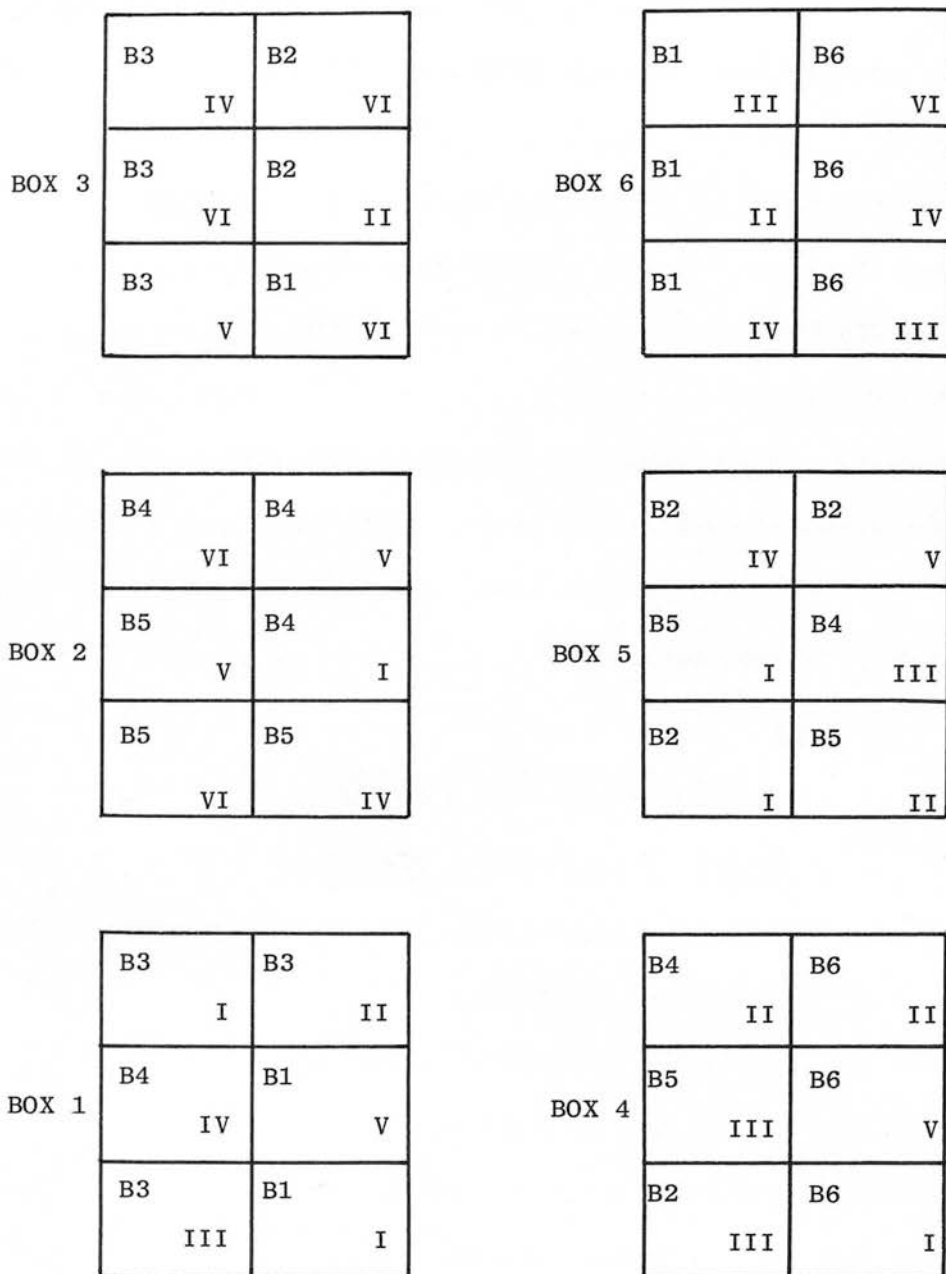 B3 B2
IV VI
BOX 3 B3 B2
VI II
B3 B1
V VI
B1 B6
III VI
BOX 6 B1 B6
II IV
B1 B6
IV III
B4 B4
VI V
BOX 2 B5 B4
V I
B5 B5
VI IV
B2 B2
IV V
BOX 5 B5 B4
I III
B2 B5
I II
B3 B3
I II
BOX 1 B4 B1
IV V
B3 B1
III I
B4 B6
II II
BOX 4 B5 B6
III V
B2 B6
III I